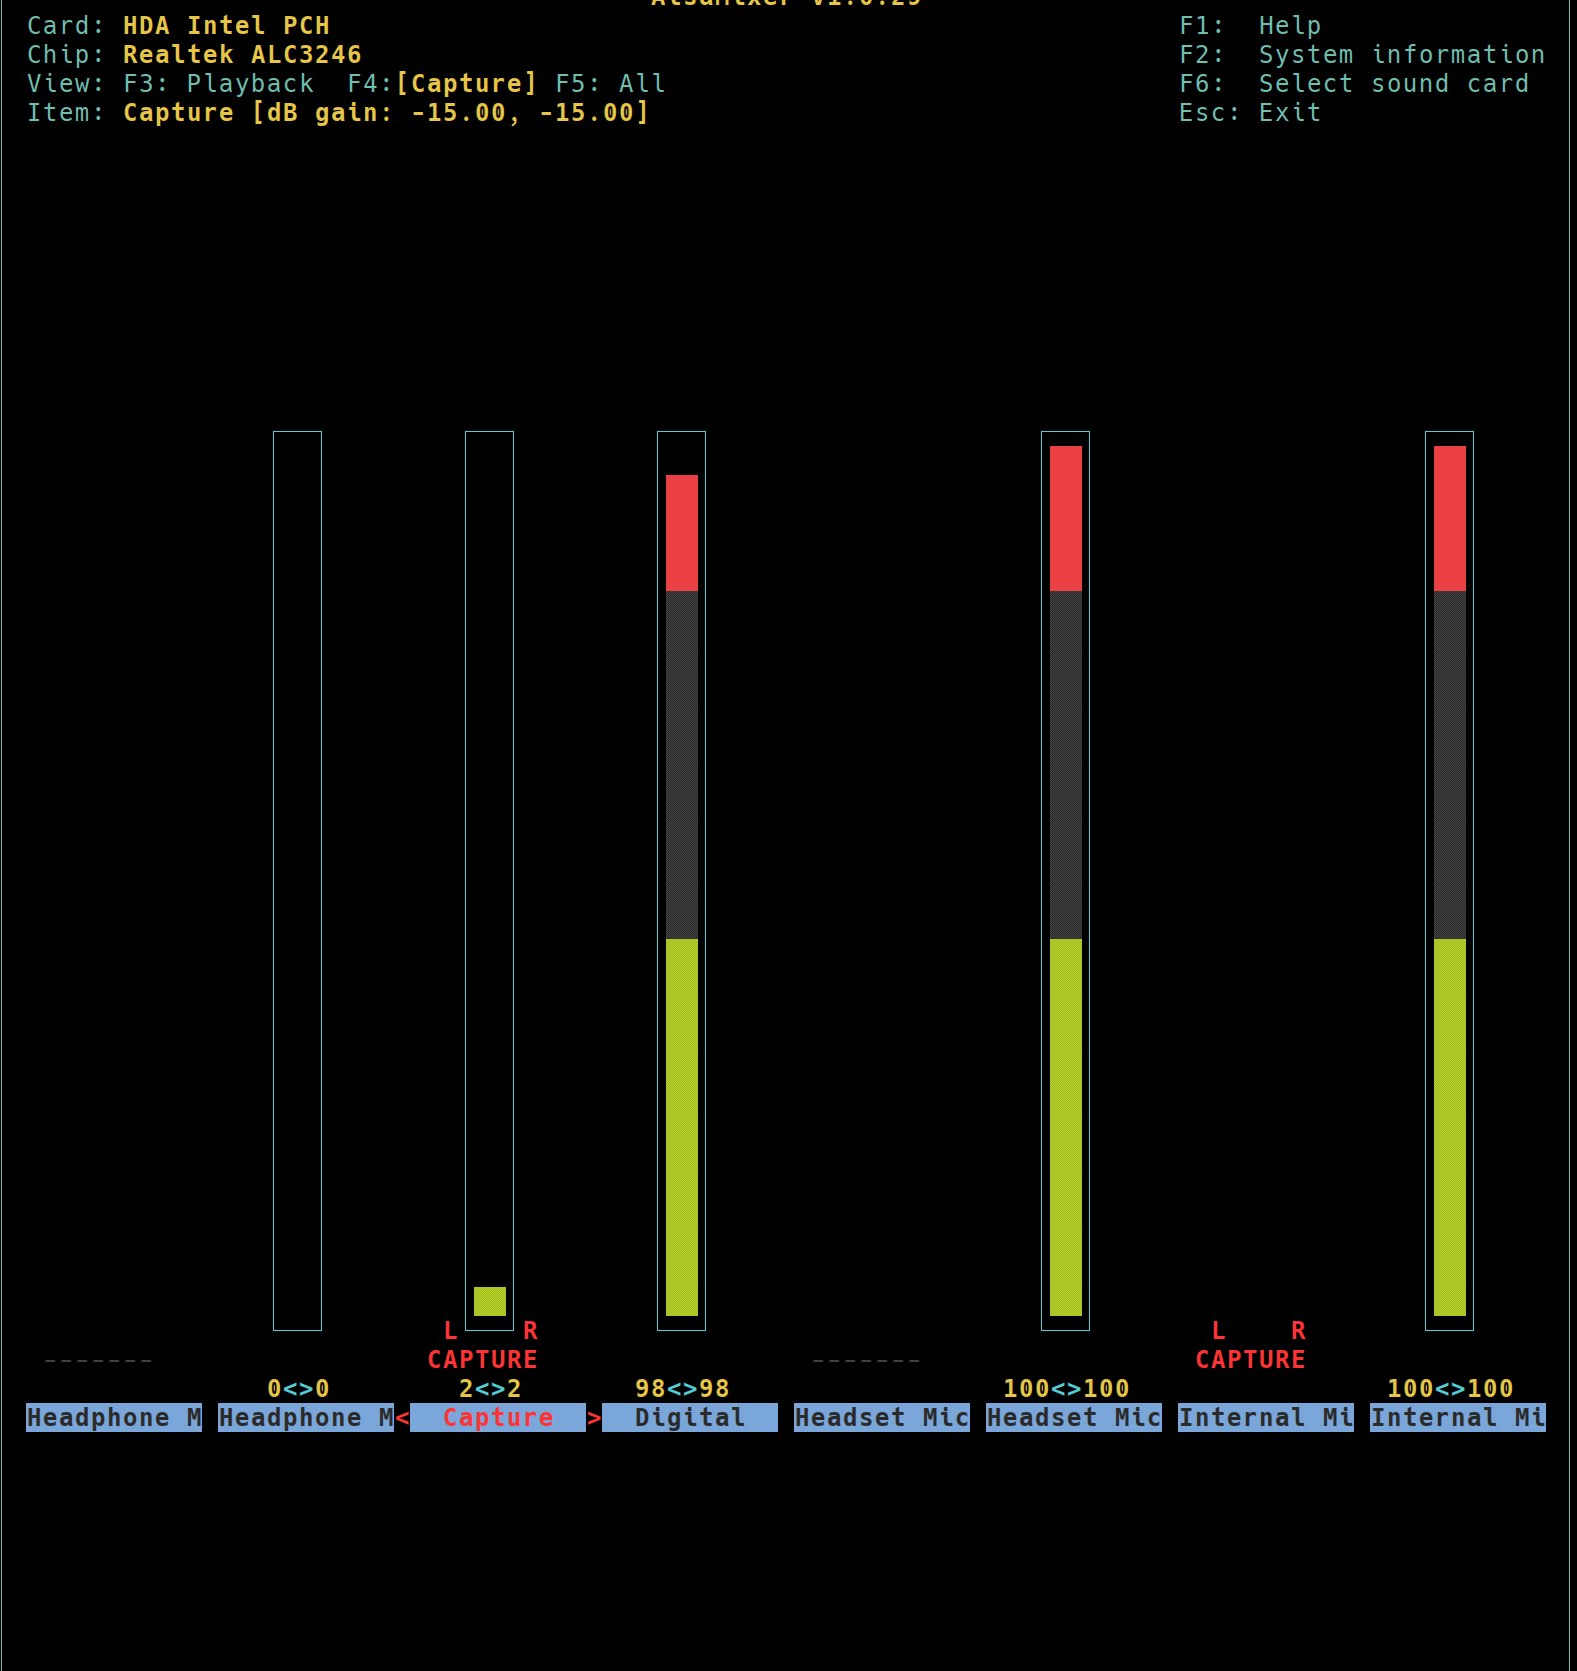 Card: HDA Intel PCH F1: Help
Chip: Realtek ALC3246 F2: System information
View: F3: Playback F4:[Capture] F5: All F6: Select sound card
Item: Capture [dB gain: -15.00, -15.00] Esc: Exit
L R L R
------- CAPTURE ------- CAPTURE
0<>0 2<>2 98<>98 100<>100 100<>100
Headphone M Headphone M< Capture > Digital Headset Mic Headset Mic Internal Mi Internal Mi